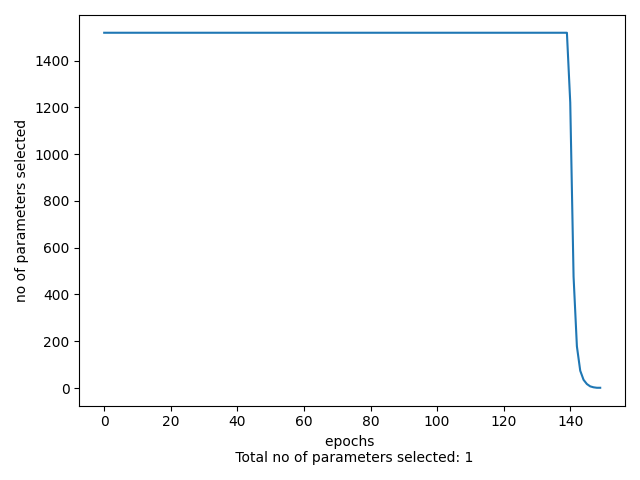 no of parameters selected
1400
1200
1000
800
600
400
200
0
0 20 40 60 80 100 120 140
epochs
Total no of parameters selected: 1